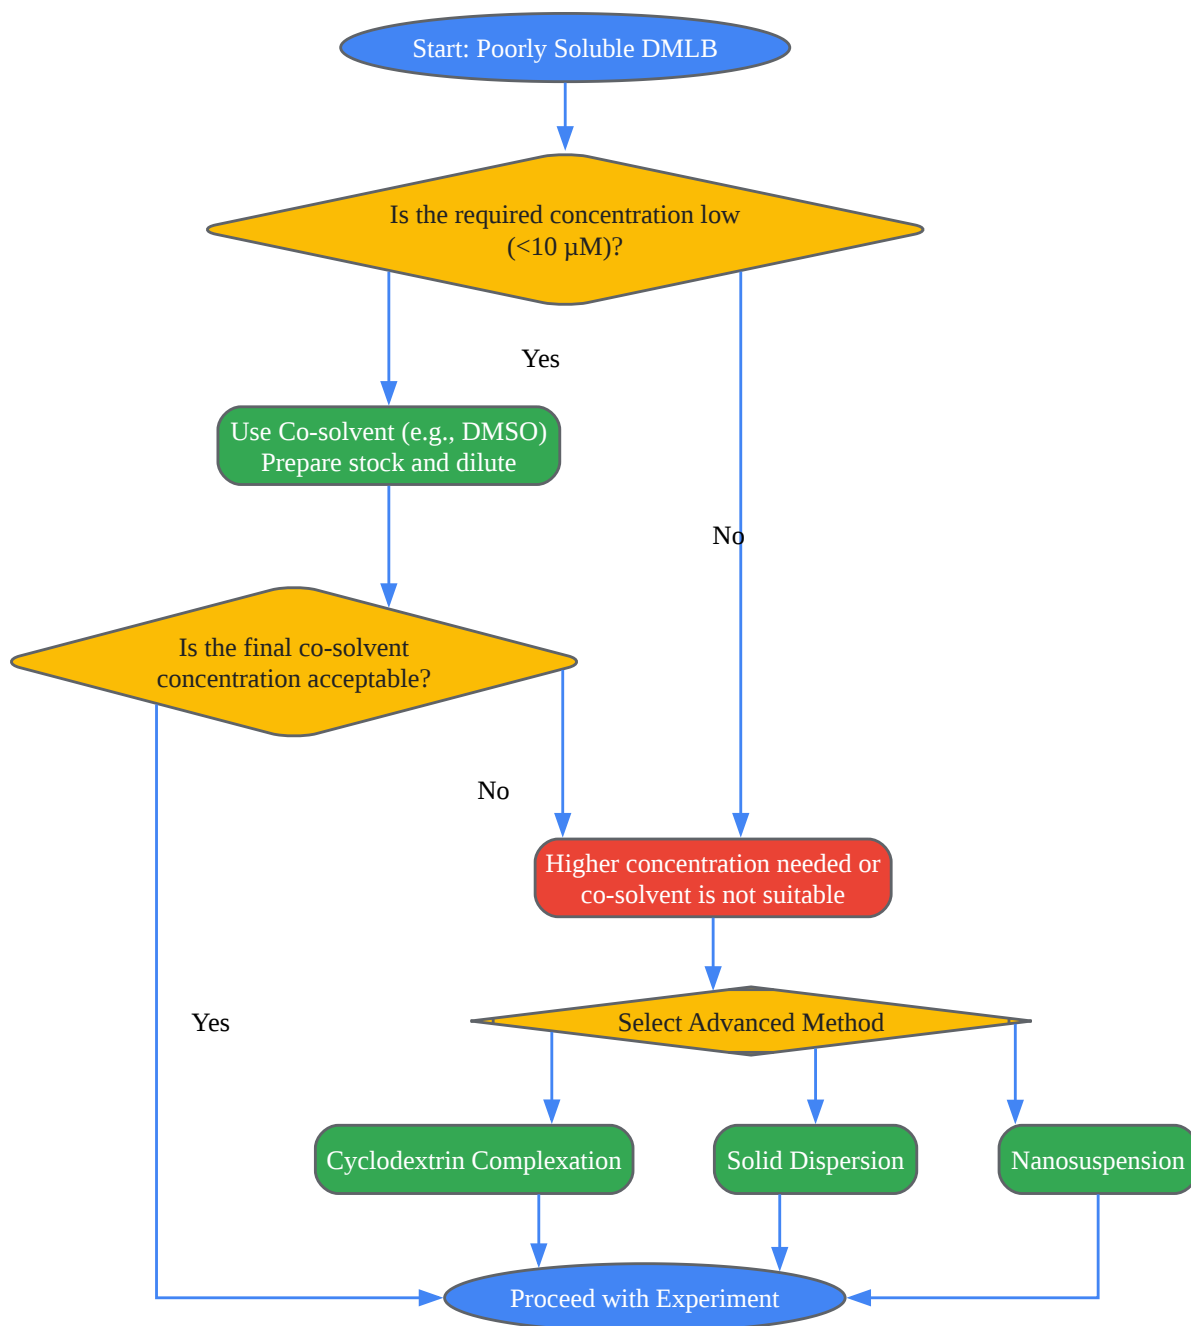 Start: Poorly Soluble DMLB
Is the required concentration low
(<10 µM)?
Yes
Use Co-solvent (e.g., DMSO)
Prepare stock and dilute
No
Is the final co-solvent
concentration acceptable?
No
Higher concentration needed or
co-solvent is not suitable
Yes
Select Advanced Method
Cyclodextrin Complexation
Solid Dispersion
Nanosuspension
Proceed with Experiment